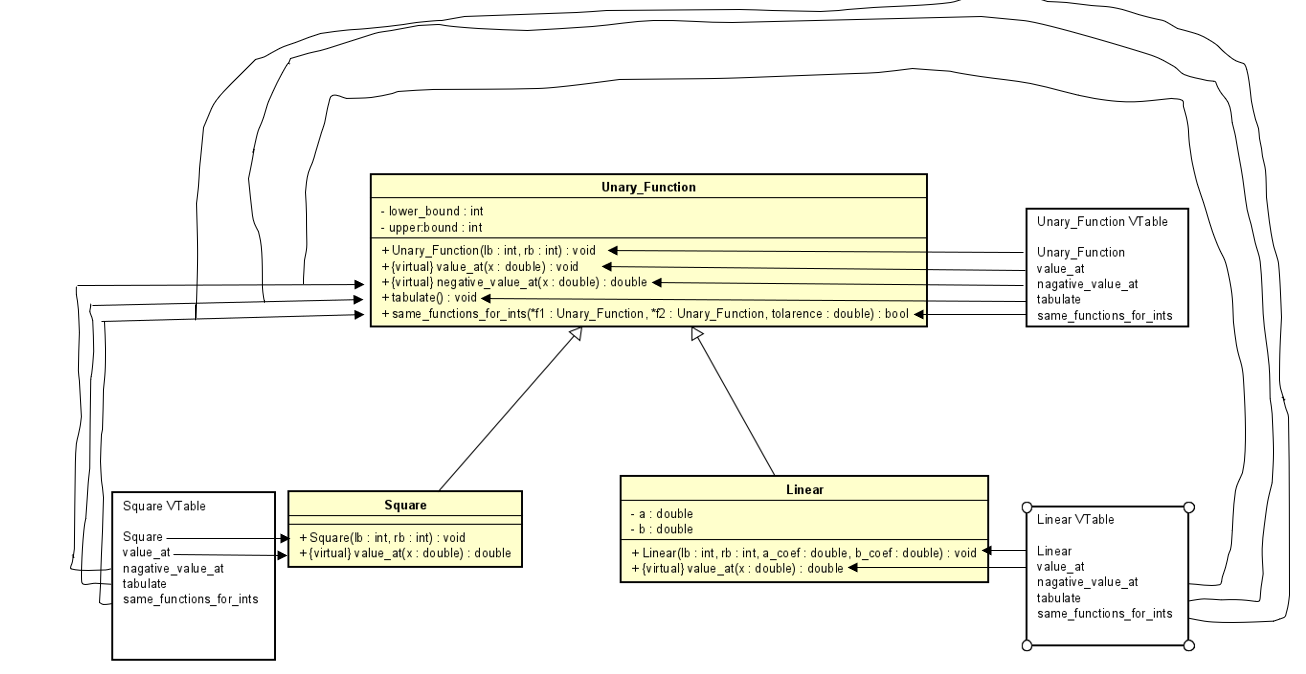 Unary_Function
- lower_bound : int
- upper:bound : int
+ Unary_Function(lb : int, rb : int) : void
+ {virtual} value_at(x : double) : void
+ {virtual} negative_value_at(x : double) : double
+ tabulate() : void
+ same_functions_for_ints(*f1 : Unary_Function, *f2 : Unary_Function, tolarence : double) : bool
Unary_Function VTable
Unary_Function
value_at
nagative_value_at
tabulate
same_functions_for_ints
Square VTable
Square
value_at
nagative_value_at
tabulate
same_functions_for_ints
Square
+ Square(lb : int, rb : int) : void
+ {virtual} value_at(x : double) : double
Linear
- a : double
- b : double
+ Linear(lb : int, rb : int, a_coef : double, b_coef : double) : void
+ {virtual} value_at(x : double) : double
Linear VTable
Linear
value_at
nagative_value_at
tabulate
same_functions_for_ints